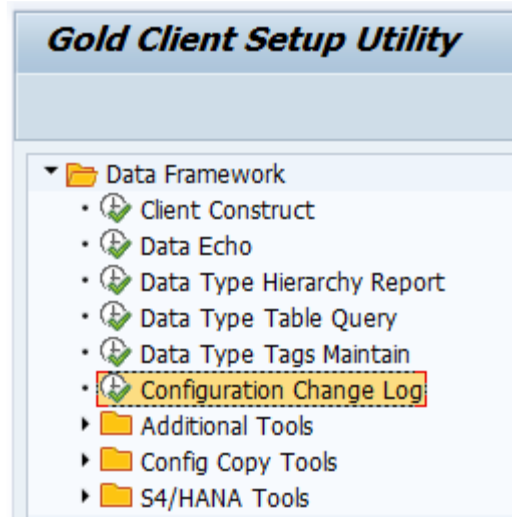 Gold Client Setup Utility
Data Framework
Client Construct
Data Echo
Data Type Hierarchy Report
Data Type Table Query
Data Type Tags Maintain
Configuration Change Log
Additional Tools
Config Copy Tools
S4/HANA Tools